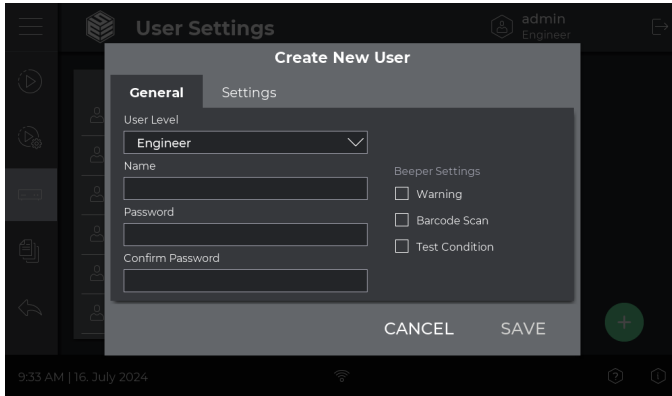 User Settings
admin
Engineer
Create New User
General
Settings
User Level
Engineer
Name
Password
Confirm Password
Beeper Settings
Warning
Barcode Scan
Test Condition
CANCEL
SAVE
9:33 AM | 16. July 2024